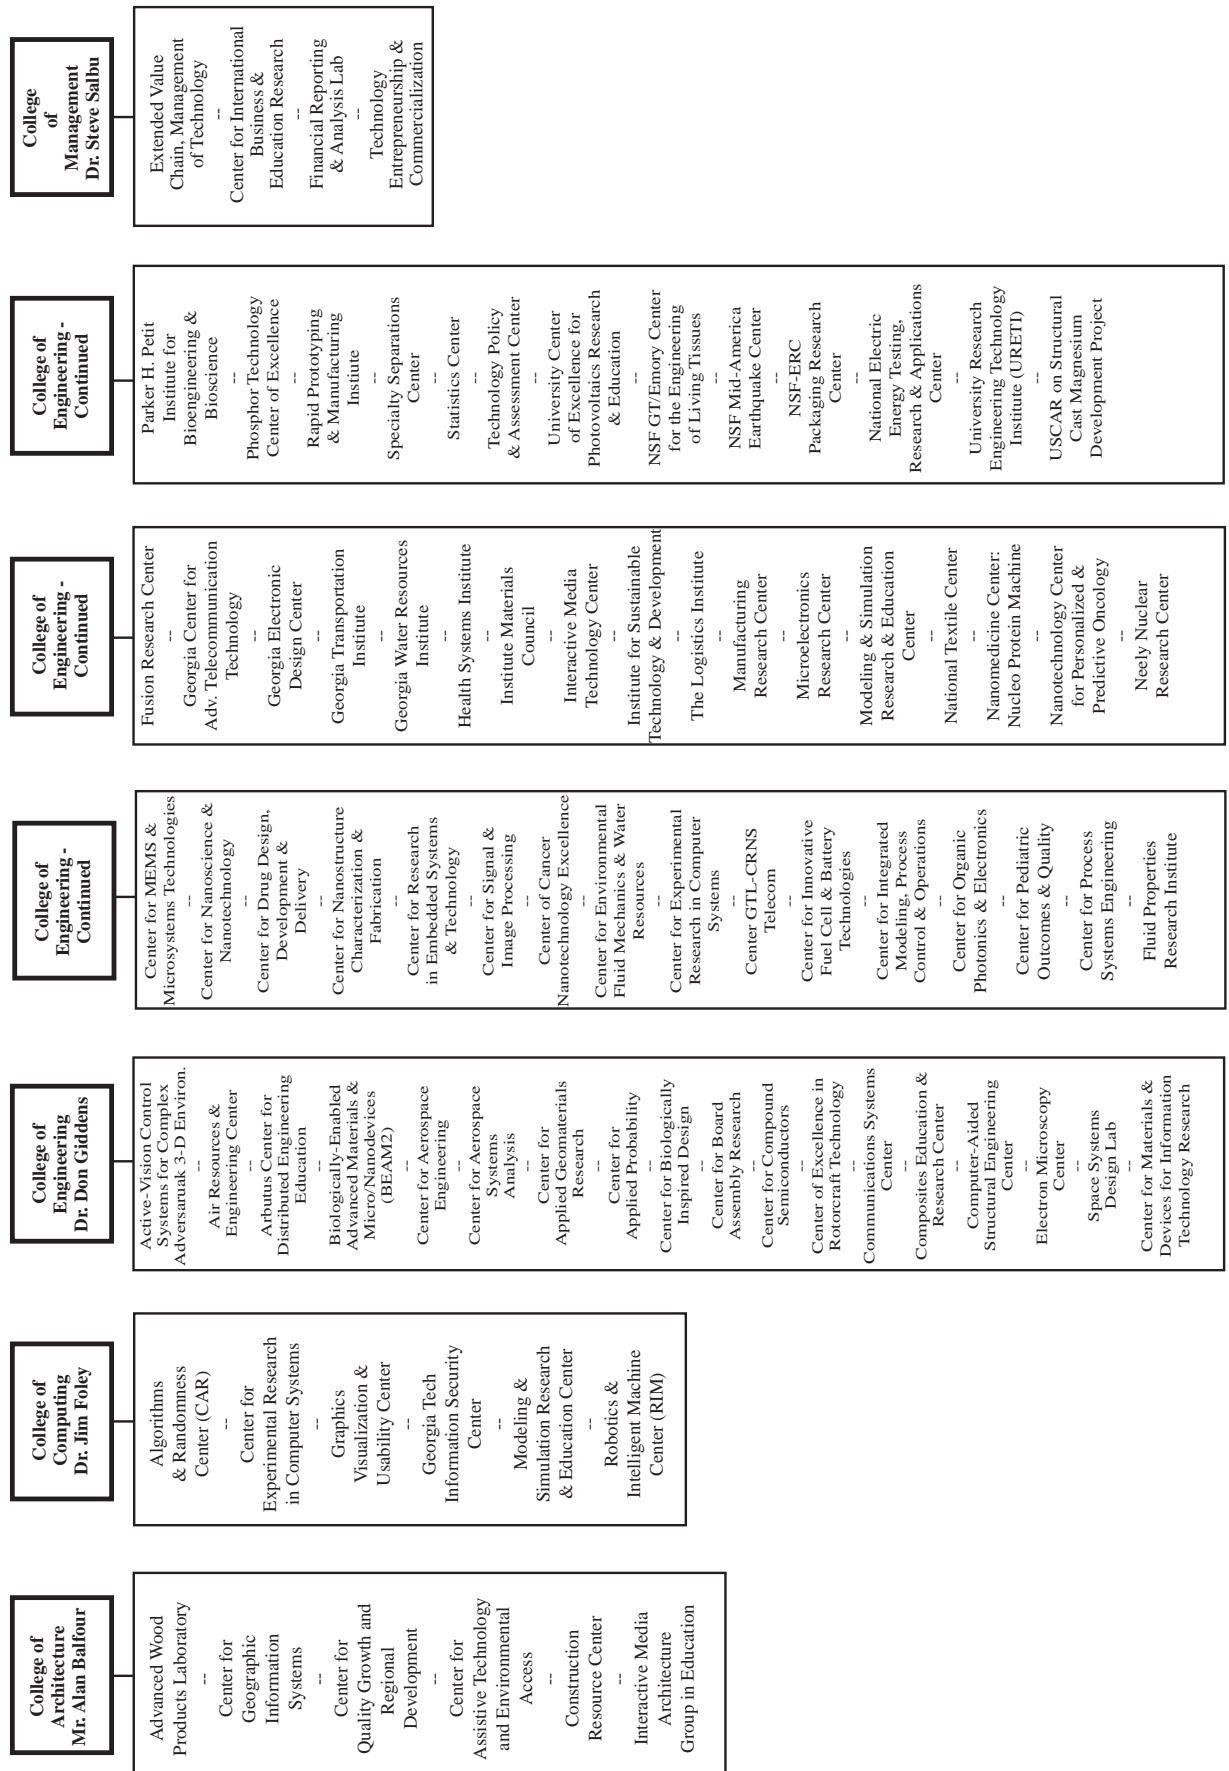 College of
Architecture
Mr. Alan Balfour
Advanced Wood
Products Laboratory
--
Center for
Geographic
Information
Systems
--
Center for
Quality Growth and
Regional
Development
--
Center for
Assistive Technology
and Environmental
Access
--
Construction
Resource Center
--
Interactive Media
Architecture
Group in Education
College of
Computing
Dr. Jim Foley
Algorithms
& Randomness
Center (CAR)
--
Center for
Experimental Research
in Computer Systems
--
Graphics
Visualization &
Usability Center
--
Georgia Tech
Information Security
Center
--
Modeling &
Simulation Research
& Education Center
--
Robotics &
Intelligent Machine
Center (RIM)
College of
Engineering
Dr. Don Giddens
Active-Vision Control
Systems for Complex
Adversaruak 3-D Environ.
--
Air Resources &
Engineering Center
--
Arbutus Center for
Distributed Engineering
Education
--
Biologically-Enabled
Advanced Materials &
Micro/Nanodevices
(BEAM2)
--
Center for Aerospace
Engineering
--
Center for Aerospace
Systems
Analysis
--
Center for
Applied Geomaterials
Research
--
Center for
Applied Probability
--
Center for Biologically
Inspired Design
--
Center for Board
Assembly Research
--
Center for Compound
Semiconductors
--
Center of Excellence in
Rotorcraft Technology
--
Communications Systems
Center
--
Composites Education &
Research Center
--
Computer-Aided
Structural Engineering
Center
--
Electron Microscopy
Center
--
Space Systems
Design Lab
--
Center for Materials &
Devices for Information
Technology Research
College of
Engineering -
Continued
Center for MEMS &
Microsystems Technologies
--
Center for Nanoscience &
Nanotechnology
--
Center for Drug Design,
Development &
Delivery
--
Center for Nanostructure
Characterization &
Fabrication
--
Center for Research
in Embedded Systems
& Technology
--
Center for Signal &
Image Processing
--
Center of Cancer
Nanotechnology Excellence
--
Center for Environmental
Fluid Mechanics & Water
Resources
--
Center for Experimental
Research in Computer
Systems
--
Center GTL-CRNS
Telecom
--
Center for Innovative
Fuel Cell & Battery
Technologies
--
Center for Integrated
Modeling, Process
Control & Operations
--
Center for Organic
Photonics & Electronics
--
Center for Pediatric
Outcomes & Quality
--
Center for Process
Systems Engineering
--
Fluid Properties
Research Institute
College of
Engineering -
Continued
Fusion Research Center
--
Georgia Center for
Adv. Telecommunication
Technology
--
Georgia Electronic
Design Center
--
Georgia Transportation
Institute
--
Georgia Water Resources
Institute
--
Health Systems Institute
--
Institute Materials
Council
--
Interactive Media
Technology Center
--
Institute for Sustainable
Technology & Development
--
The Logistics Institute
--
Manufacturing
Research Center
--
Microelectronics
Research Center
--
Modeling & Simulation
Research & Education
Center
--
National Textile Center
--
Nanomedicine Center:
Nucleo Protein Machine
--
Nanotechnology Center
for Personalized &
Predictive Oncology
--
Neely Nuclear
Research Center
College of
Engineering -
Continued
Parker H. Petit
Institute for
Bioengineering &
Bioscience
--
Phosphor Technology
Center of Excellence
--
Rapid Prototyping
& Manufacturing
Institute
--
Specialty Separations
Center
--
Statistics Center
--
Technology Policy
& Assessment Center
--
University Center
of Excellence for
Photovoltaics Research
& Education
--
NSF GT/Emory Center
for the Engineering
of Living Tissues
--
NSF Mid-America
Earthquake Center
--
NSF-ERC
Packaging Research
Center
--
National Electric
Energy Testing,
Research & Applications
Center
--
University Research
Engineering Technology
Institute (URETI)
--
USCAR on Structural
Cast Magnesium
Development Project
College
of
Management
Dr. Steve Salbu
Extended Value
Chain, Management
of Technology
--
Center for International
Business &
Education Research
--
Financial Reporting
& Analysis Lab
--
Technology
Entrepreneurship &
Commercialization